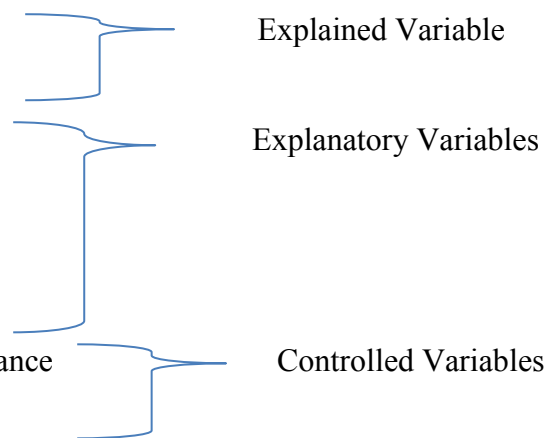 Explained Variable
Explanatory Variables
ance Controlled Variables